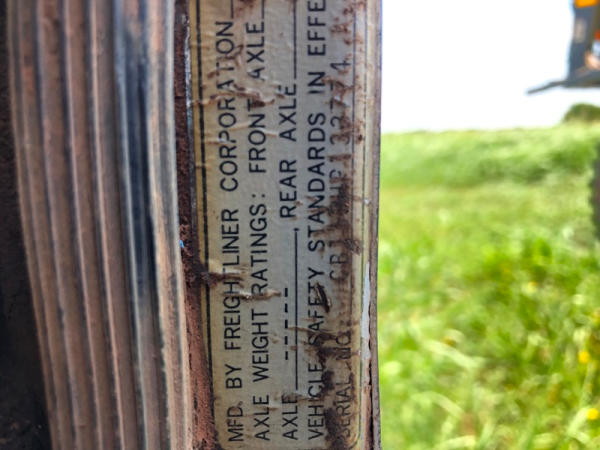 MFD. BY FREIGHTLINER CORPORATION
AXLE WEIGHT RATINGS: FRONT AXLE
AXLE ----- REAR AXLE
VEHICLE SAFETY STANDARDS IN EFFE
SERIAL NO.